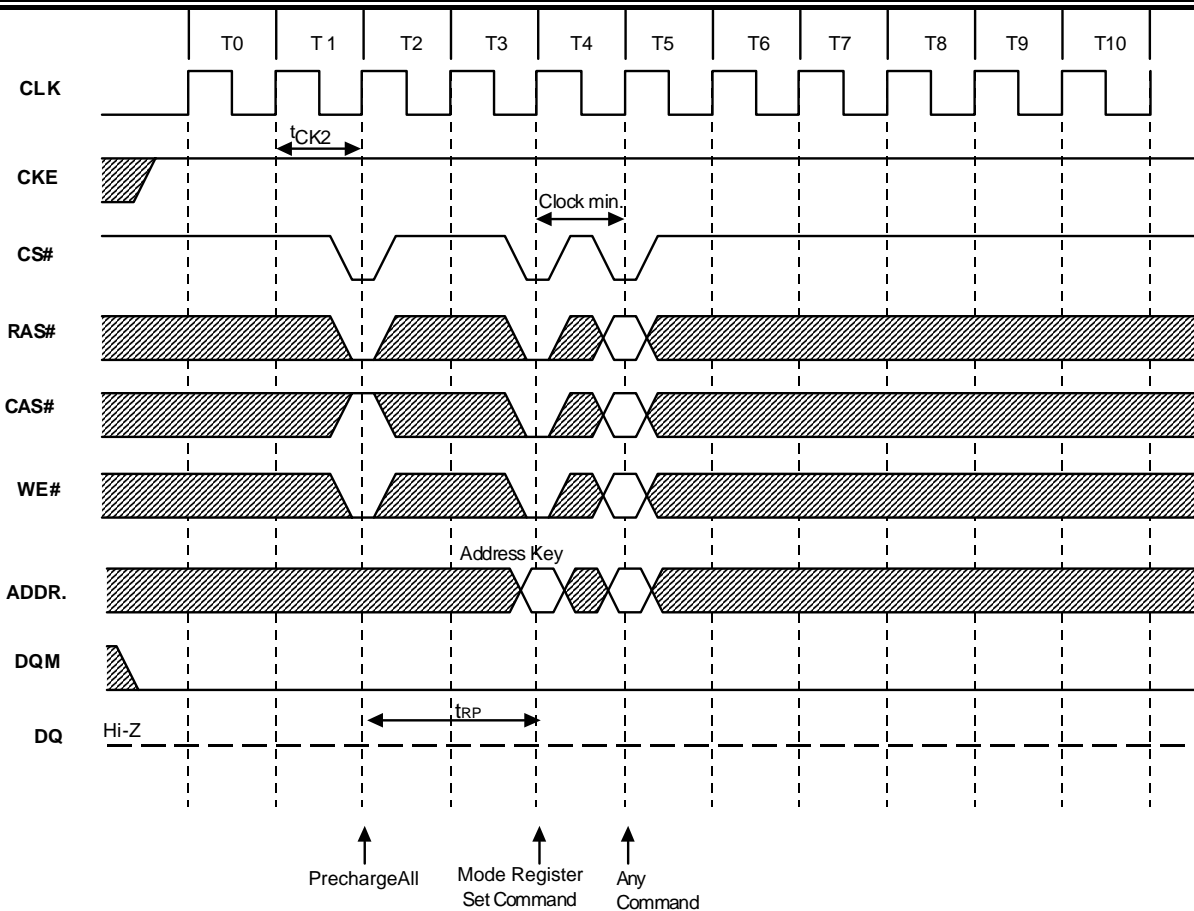 T0 T 1 T2 T3 T4 T5 T6 T7 T8 T9 T10
CLK
tCK2
CKE
Clock min.
CS#
RAS#
CAS#
WE#
Address Key
ADDR.
DQM
tRP
DQ Hi-Z
PrechargeAll
Mode Register
Set Command
Any
Command